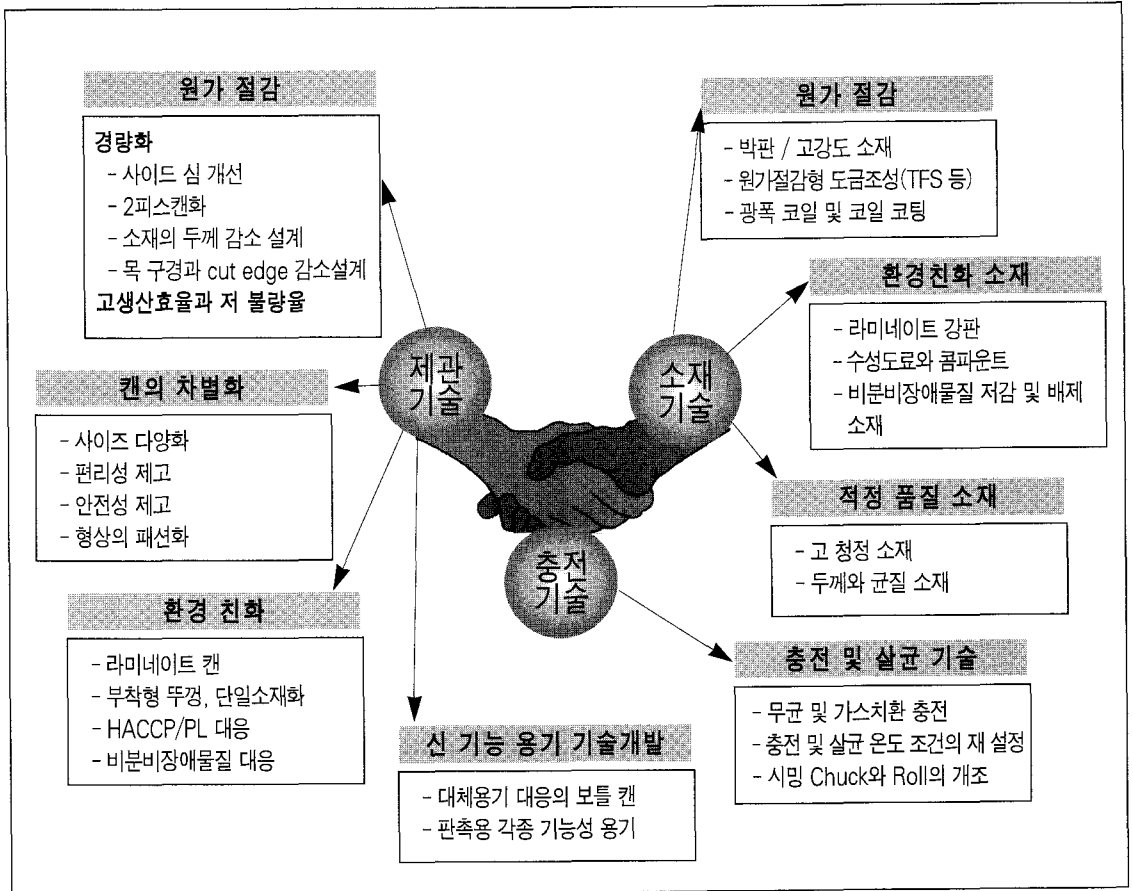 원가 절감
경량화
- 사이드 심 개선
- 2피스캔화
- 소재의 두께 감소 설계
- 목 구경과 cut edge 감소설계
고생산효율과 저 불량율
원가 절감
- 박판 / 고강도 소재
- 원가절감형 도금조성(TFS 등)
- 광폭 코일 및 코일 코팅
환경친화 소재
- 라미네이트 강판
- 수성도료와 콤파운트
- 비분비장애물질 저감 및 배제
소재
제관
기술
소재
기술
캔의 차별화
- 사이즈 다양화
- 편리성 제고
- 안전성 제고
- 형상의 패션화
적정 품질 소재
- 고 청정 소재
- 두께와 균질 소재
충전
기술
환경 친화
- 라미네이트 캔
- 부착형 뚜껑, 단일소재화
- HACCP/PL 대응
- 비분비장애물질 대응
신 기능 용기 기술개발
- 대체용기 대응의 보틀 캔
- 판촉용 각종 기능성 용기
충전 및 살균 기술
- 무균 및 가스치환 충전
- 충전 및 살균 온도 조건의 재 설정
- 시밍 Chuck와 Roll의 개조